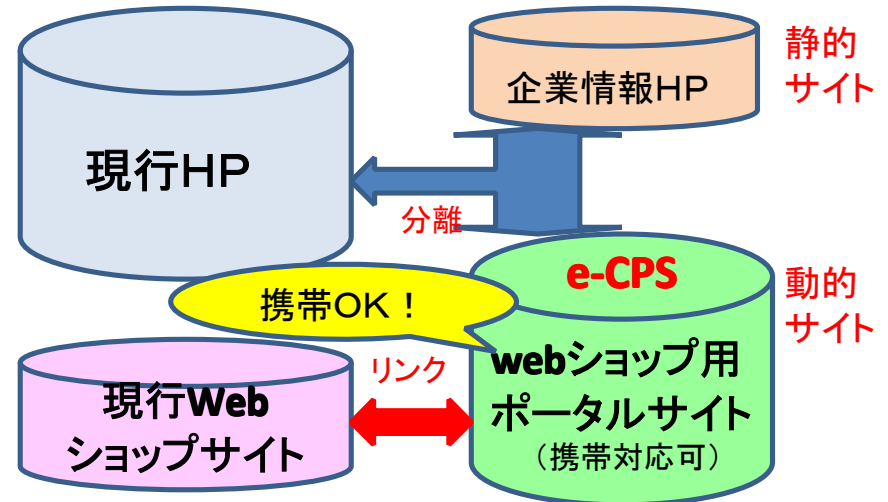 静的
サイト
企業情報ＨＰ
現行ＨＰ
分離
e-CPS
動的
サイト
携帯ＯＫ！
リンク
webショップ用
ポータルサイト
（携帯対応可）
現行Web
ショップサイト